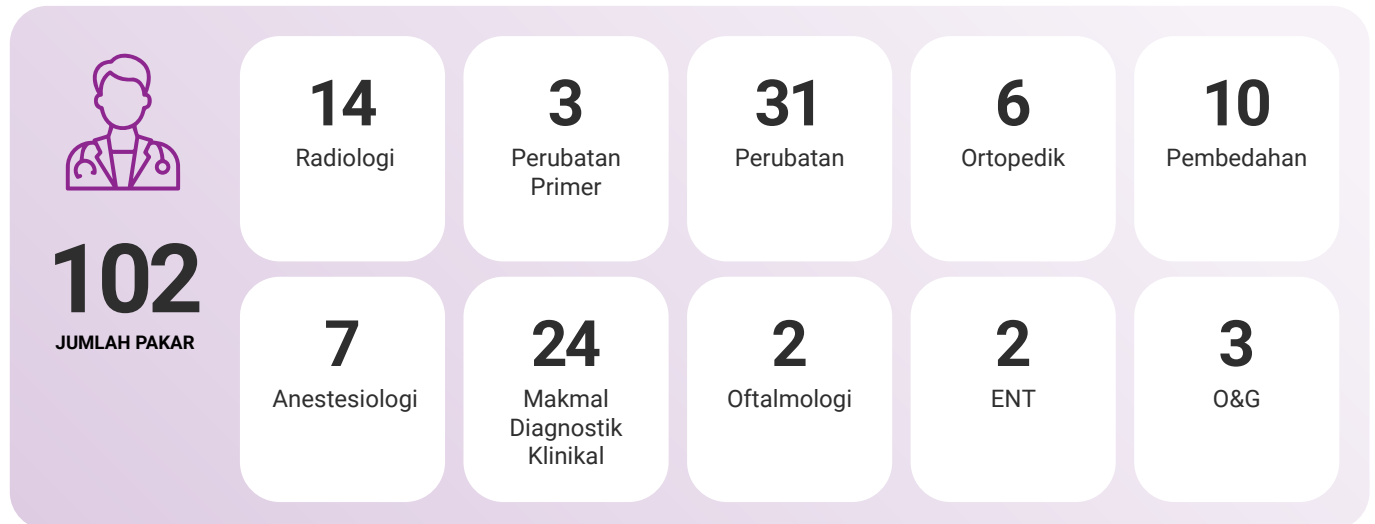 102
JUMLAH PAKAR
14
Radiologi
3
Perubatan
Primer
31
Perubatan
6
Ortopedik
10
Pembedahan
7
Anestesiologi
24
Makmal
Diagnostik
Klinikal
2
Oftalmologi
2
ENT
3
O&G